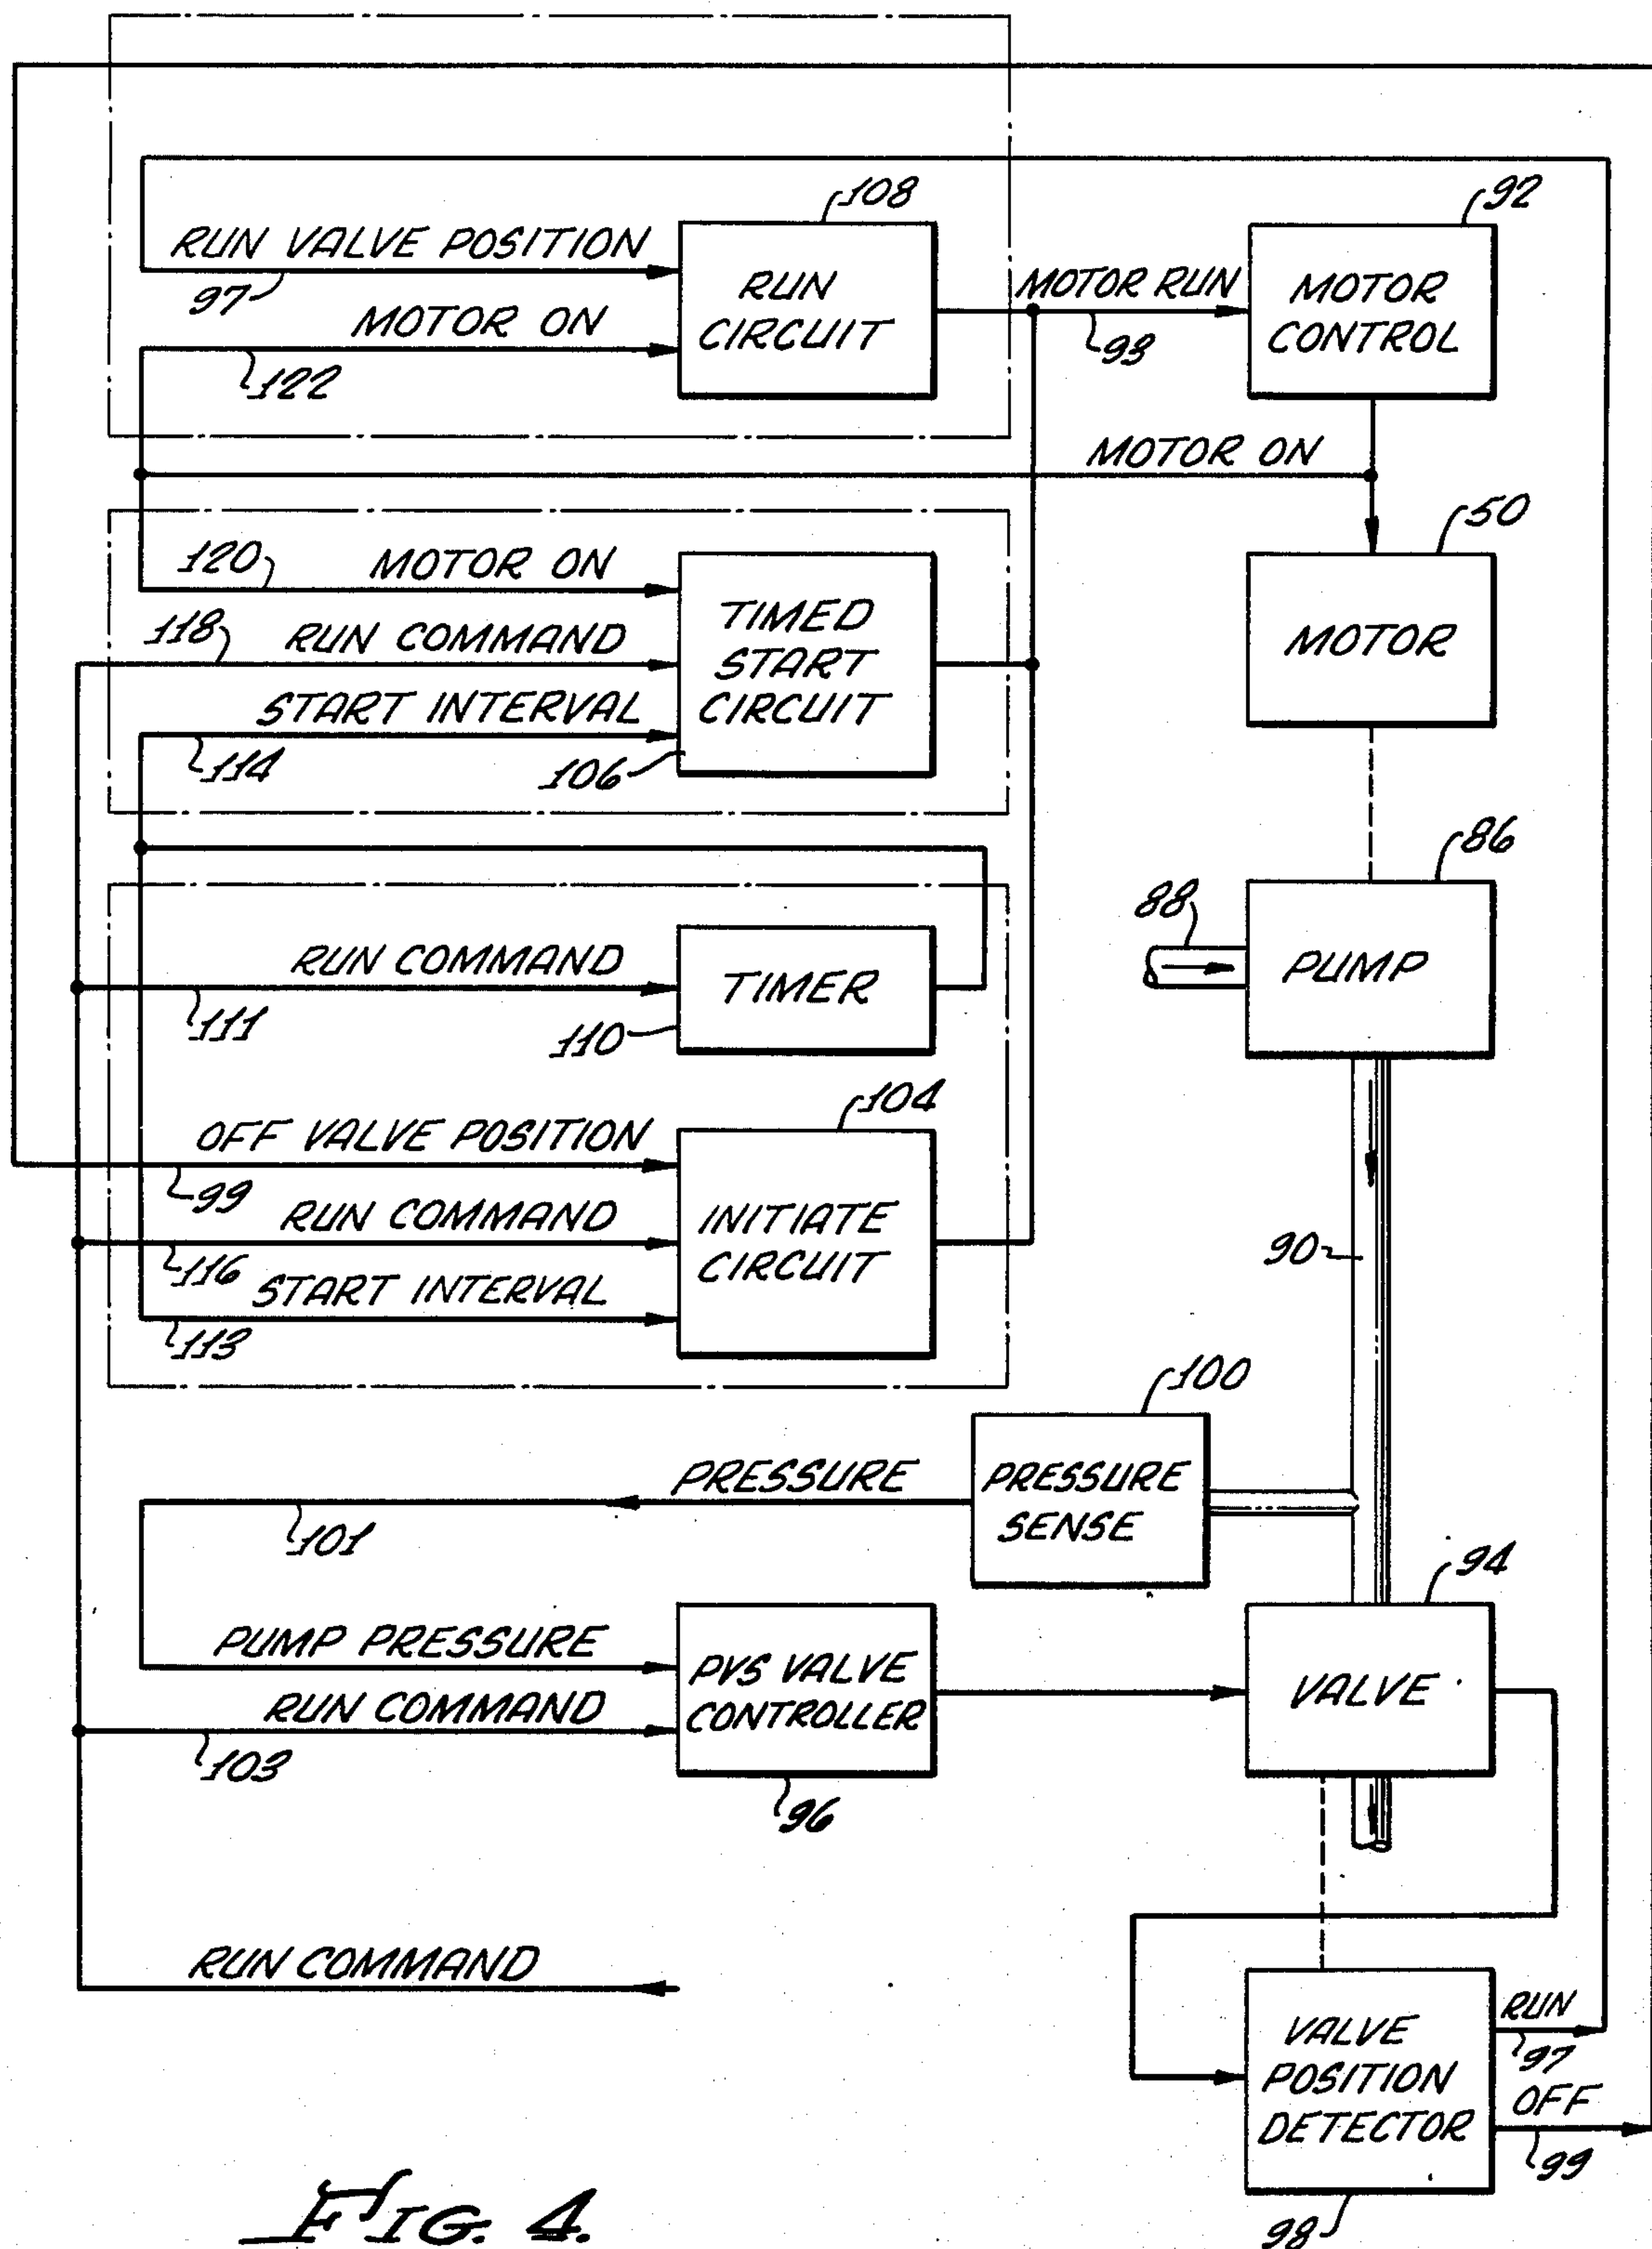 108
92
RUN VALVE POSITION
97
RUN
CIRCUIT
MOTOR RUN
93
MOTOR
CONTROL
MOTOR ON
122
MOTOR ON
50
120
MOTOR ON
118
RUN COMMAND
START INTERVAL
114
TIMED
START
CIRCUIT
106
MOTOR
86
88
PUMP
RUN COMMAND
111
TIMER
110
104
OFF VALVE POSITION
99
RUN COMMAND
116
START INTERVAL
113
INITIATE
CIRCUIT
90
100
PRESSURE
101
PRESSURE
SENSE
94
PUMP PRESSURE
RUN COMMAND
103
PVS VALVE
CONTROLLER
96
VALVE
RUN COMMAND
VALVE
POSITION
DETECTOR
RUN
97
OFF
99
98
FIG. 4.